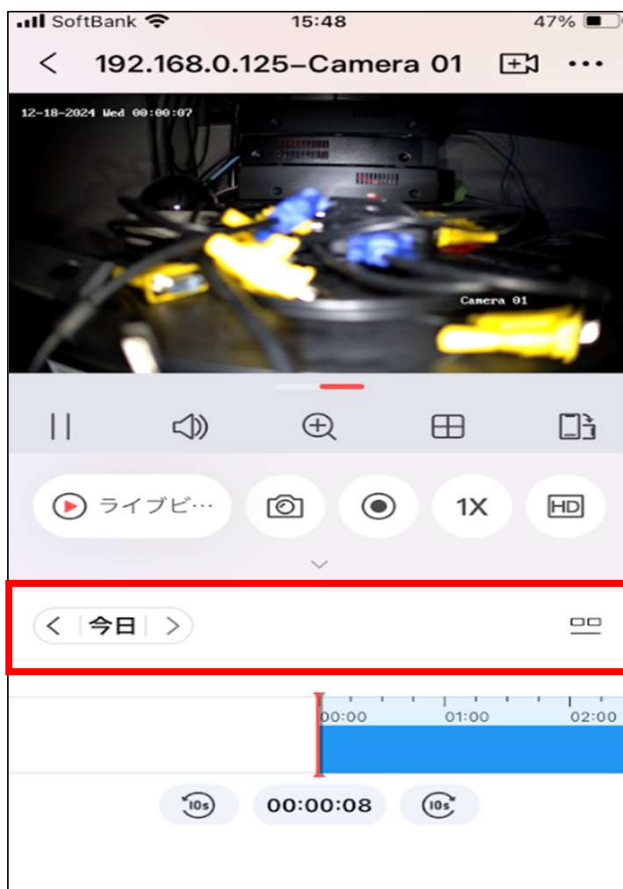 SoftBank 15:48 47%
192.168.0.125–Camera 01
12-18-2024 Wed 00:00:07
Camera 01
ライブビ…
1X
HD
今日
00:00 01:00 02:00
10s 00:00:08 10s